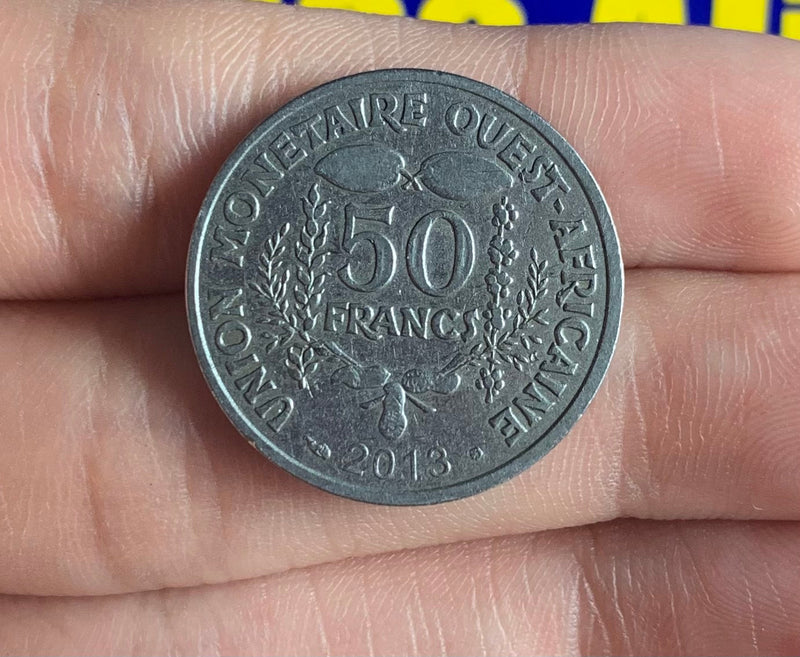 UNION MONETAIRE OUEST-AFRICAINE
50
FRANCS
2013